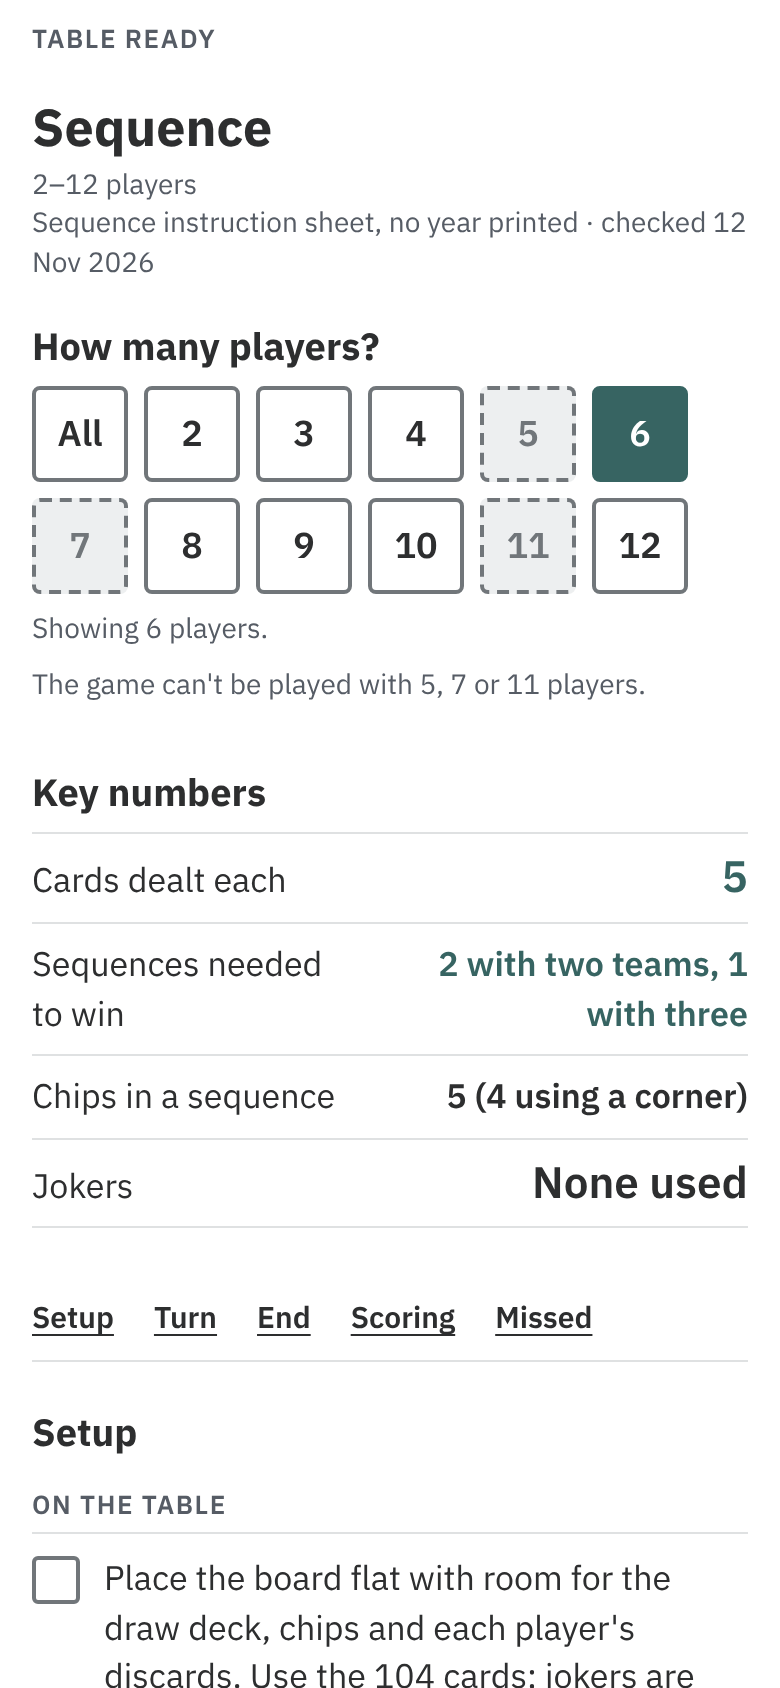 TABLE READY
Sequence
2–12 players
Sequence instruction sheet, no year printed · checked 12
Nov 2026
How many players?
All 2 3 4 5 6
7 8 9 10 11 12
Showing 6 players.
The game can't be played with 5, 7 or 11 players.
Key numbers
Cards dealt each 5
Sequences needed 2 with two teams, 1
to win with three
Chips in a sequence 5 (4 using a corner)
Jokers None used
Setup Turn End Scoring Missed
Setup
ON THE TABLE
Place the board flat with room for the
draw deck, chips and each player's
discards. Use the 104 cards: jokers are